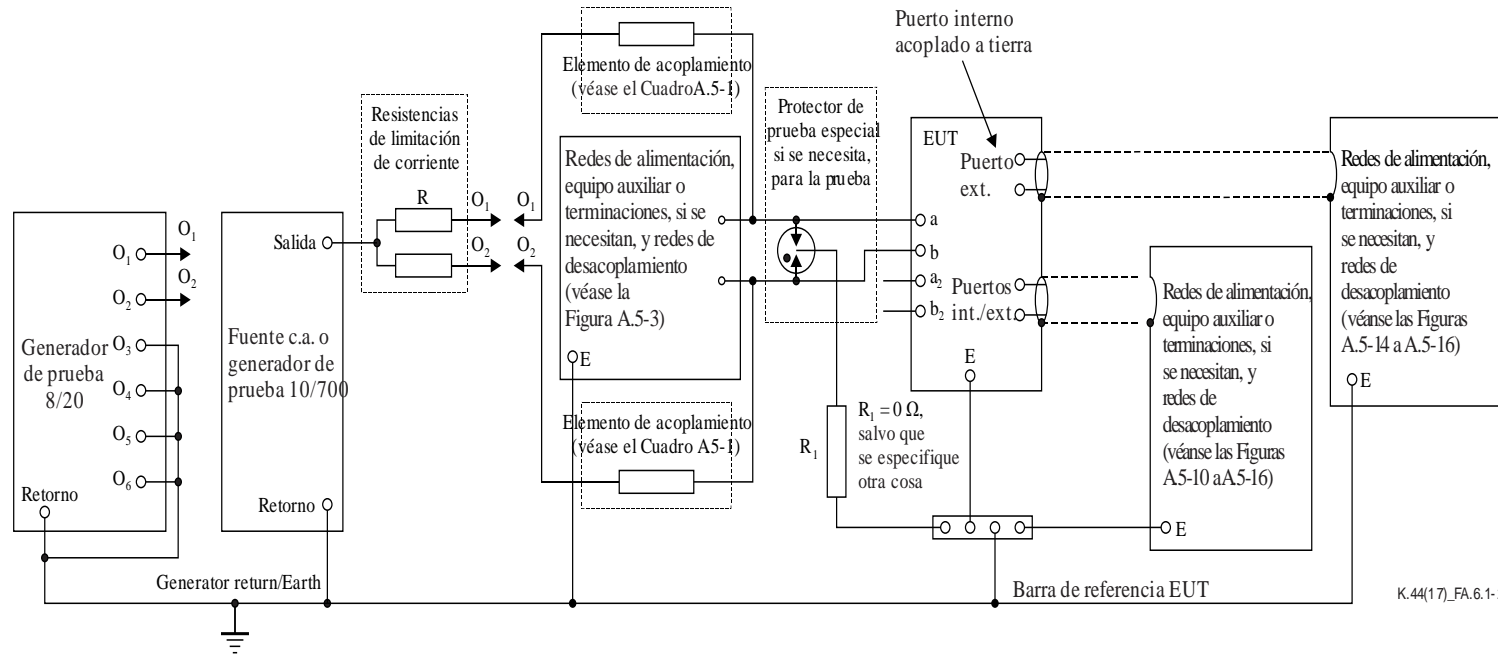 Generador
de prueba
8/20
O1
O2
O3
O4
O5
O6
O1
O2
Retorno
Salida
Fuente c.a. o
generador de
prueba 10/700
Retorno
Resistencias
de limitación
de corriente
R
O1
O2
O1
O2
Elemento de acoplamiento
(véase el CuadroA.5-1)
Redes de alimentación,
equipo auxiliar o
terminaciones, si se
necesitan, y redes de
desacoplamiento
(véase la
Figura A.5-3)
E
Elemento de acoplamiento
(véase el Cuadro A5-1)
Protector de
prueba especial
si se necesita,
para la prueba
R1
R1 = 0 Ω,
salvo que
se especifique
otra cosa
Puerto interno
acoplado a tierra
EUT
Puerto
ext.
a
b
a2
b2
Puertos
int./ext.
E
Redes de alimentación,
equipo auxiliar o
terminaciones, si
se necesitan, y
redes de
desacoplamiento
(véanse las Figuras
A.5-10 aA.5-16)
E
Redes de alimentación,
equipo auxiliar o
terminaciones, si
se necesitan, y
redes de
desacoplamiento
(véanse las Figuras
A.5-14 a A.5-16)
E
Generator return/Earth
Barra de referencia EUT
K.44(17)_FA.6.1-